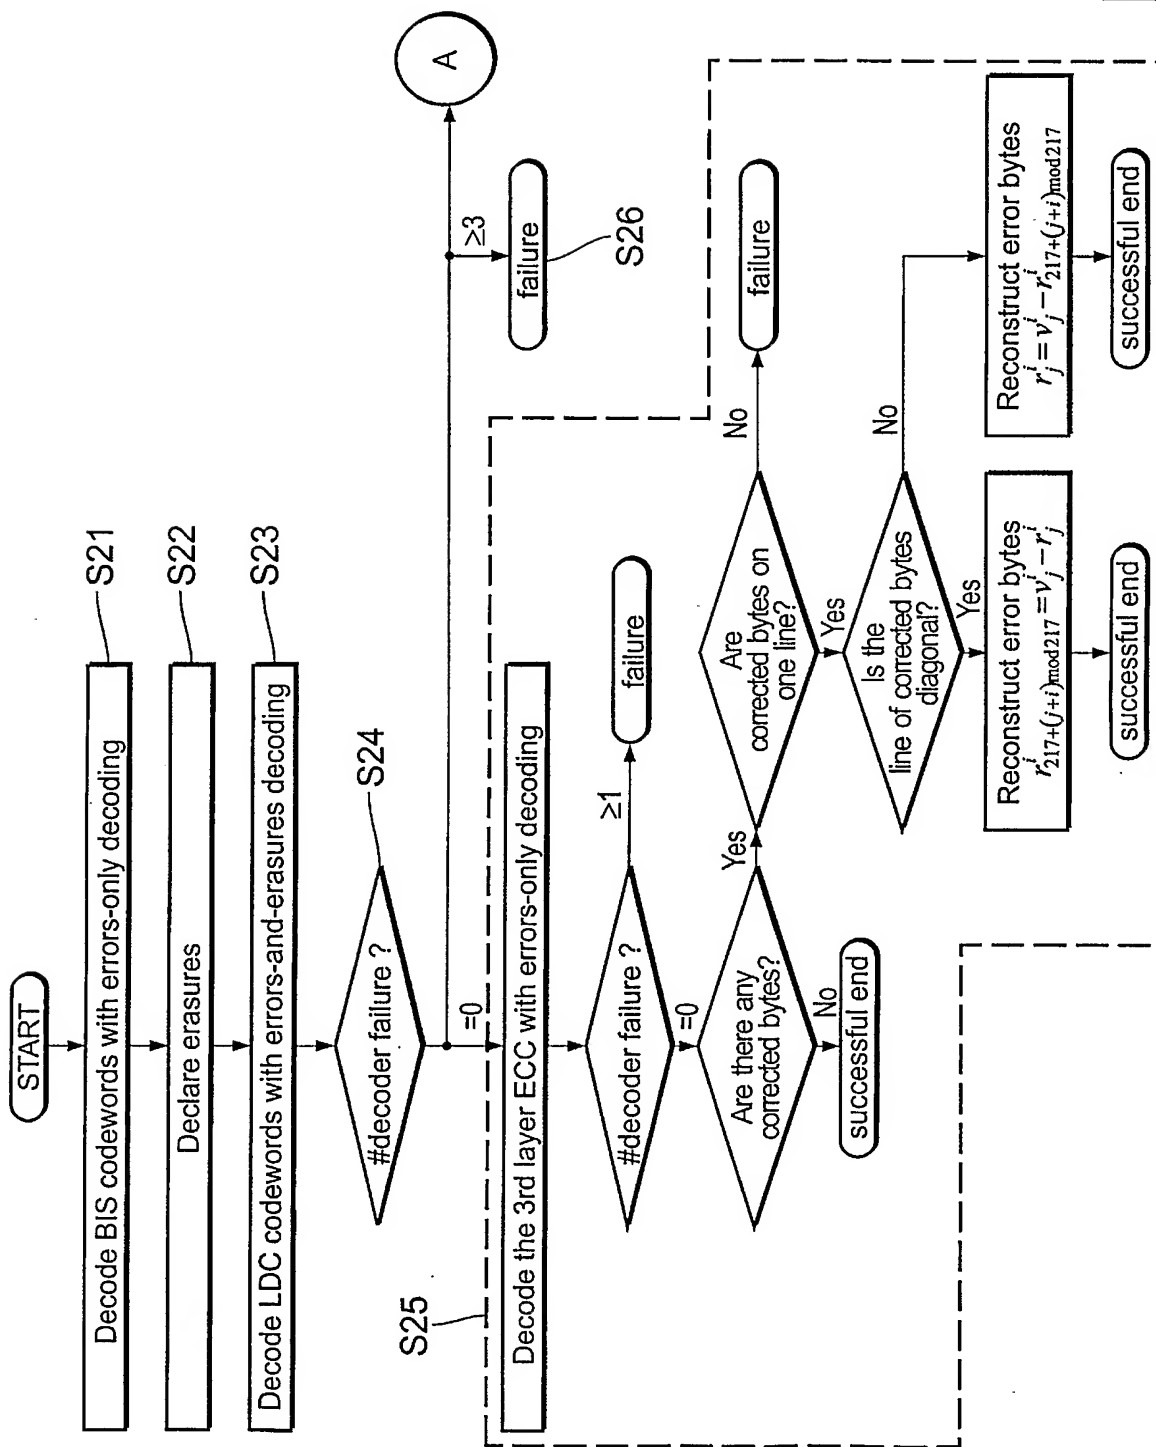 START
Decode BIS codewords with errors-only decoding
S21
Declare erasures
S22
Decode LDC codewords with errors-and-erasures decoding
S23
#decoder failure ?
S24
=0
≥3
A
failure
S26
S25
Decode the 3rd layer ECC with errors-only decoding
#decoder failure ?
≥1
failure
=0
Are there any
corrected bytes?
Yes
No
successful end
Are
corrected bytes on
one line?
No
failure
Yes
Is the
line of corrected bytes
diagonal?
No
Yes
Reconstruct error bytes
r^i_{217+(j+i)mod217} = v^i_j − r^i_j
successful end
Reconstruct error bytes
r^i_j = v^i_j − r^i_{217+(j+i)mod217}
successful end